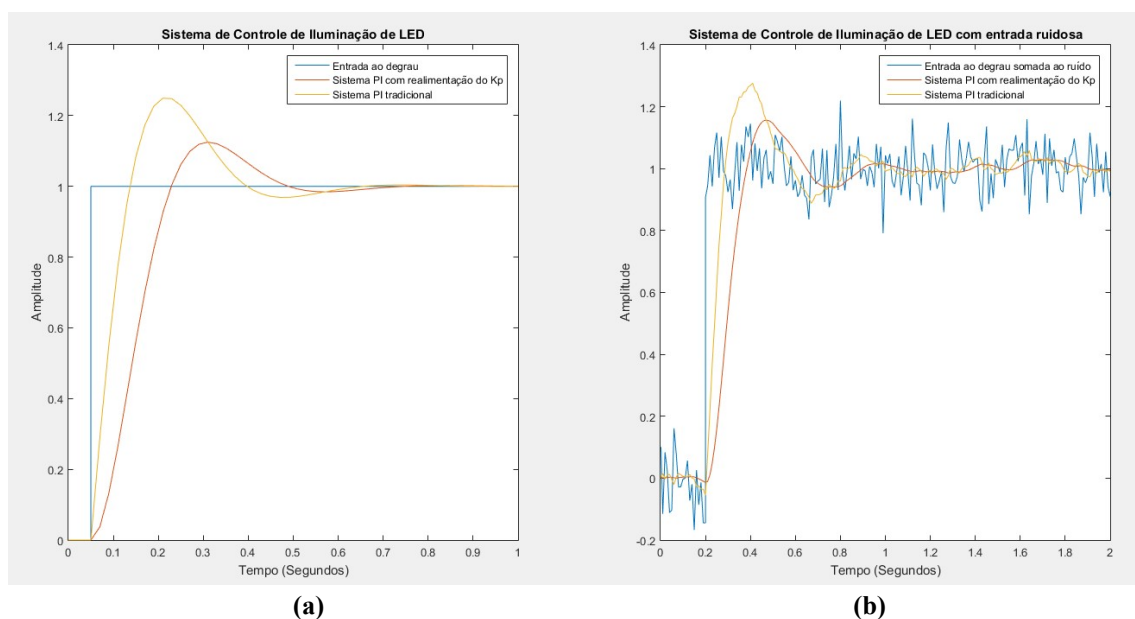 Sistema de Controle de Iluminação de LED
Entrada ao degrau
Sistema PI com realimentação do Kp
Sistema PI tradicional
1.4
1.2
1
0.8
0.6
0.4
0.2
0
Amplitude
0 0.1 0.2 0.3 0.4 0.5 0.6 0.7 0.8 0.9 1
Tempo (Segundos)
(a)
Sistema de Controle de Iluminação de LED com entrada ruidosa
Entrada ao degrau somada ao ruído
Sistema PI com realimentação do Kp
Sistema PI tradicional
1.4
1.2
1
0.8
0.6
0.4
0.2
0
-0.2
Amplitude
0 0.2 0.4 0.6 0.8 1 1.2 1.4 1.6 1.8 2
Tempo (Segundos)
(b)